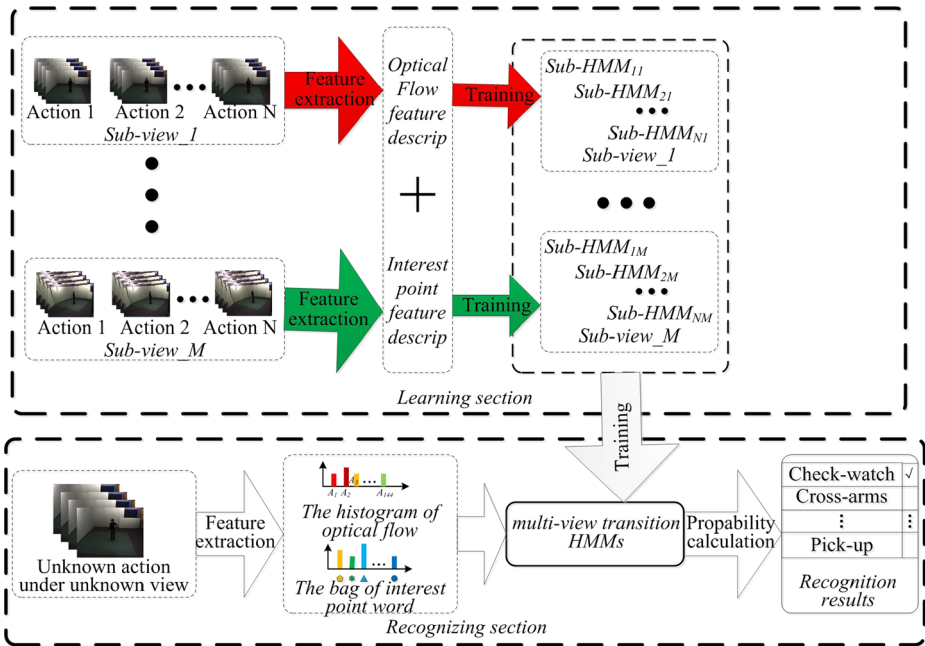 Action 1 Action 2 Action N
Sub-view_1
Feature
extraction
Optical
Flow
feature
descrip
Training
Sub-HMM11
Sub-HMM21
Sub-HMMN1
Sub-view_1
Action 1 Action 2 Action N
Sub-view_M
Feature
extraction
Interest
point
feature
descrip
Training
Sub-HMM1M
Sub-HMM2M
Sub-HMMNM
Sub-view_M
Learning section
Training
Unknown action
under unknown view
Feature
extraction
A1 A2 A3 A144
The histogram of
optical flow
The bag of interest
point word
multi-view transition
HMMs
Propability
calculation
Check-watch √
Cross-arms
Pick-up
Recognition
results
Recognizing section